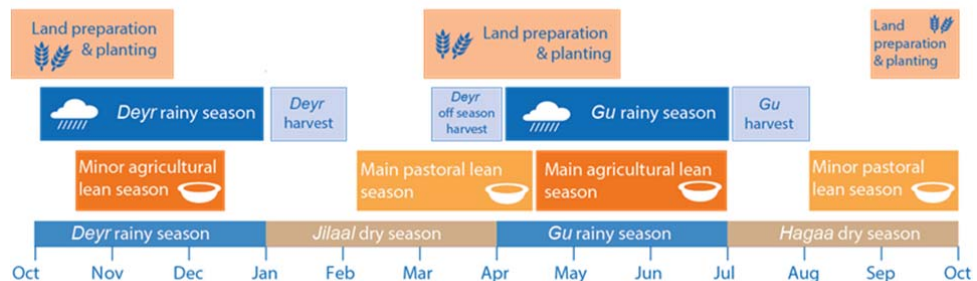 Land preparation
& planting
Land preparation
& planting
Land
preparation
& planting
Deyr rainy season
Deyr
harvest
Deyr
off season
harvest
Gu rainy season
Gu
harvest
Minor agricultural
lean season
Main pastoral lean
season
Main agricultural lean
season
Minor pastoral
lean season
Deyr rainy season
Jilaal dry season
Gu rainy season
Hagaa dry season
Oct Nov Dec Jan Feb Mar Apr May Jun Jul Aug Sep Oct